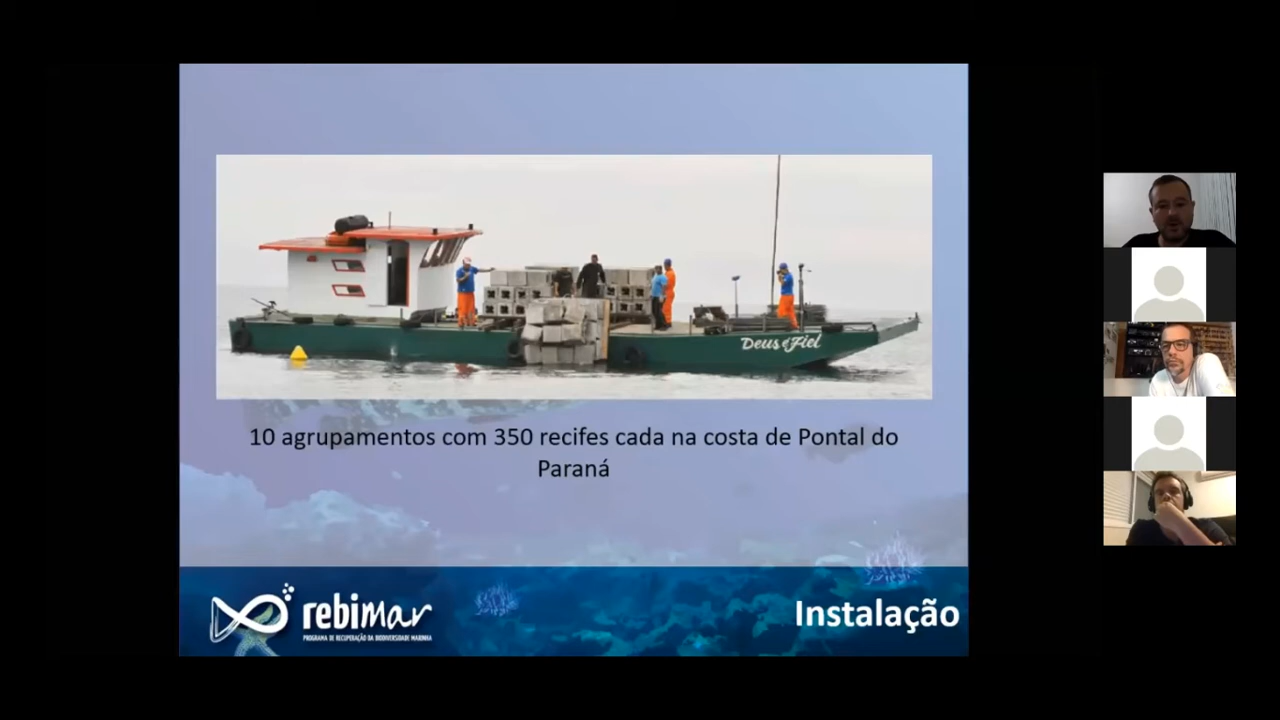 Deus é Fiel
10 agrupamentos com 350 recifes cada na costa de Pontal do
Paraná
rebimar
PROGRAMA DE RECUPERAÇÃO DA BIODIVERSIDADE MARINHA
Instalação